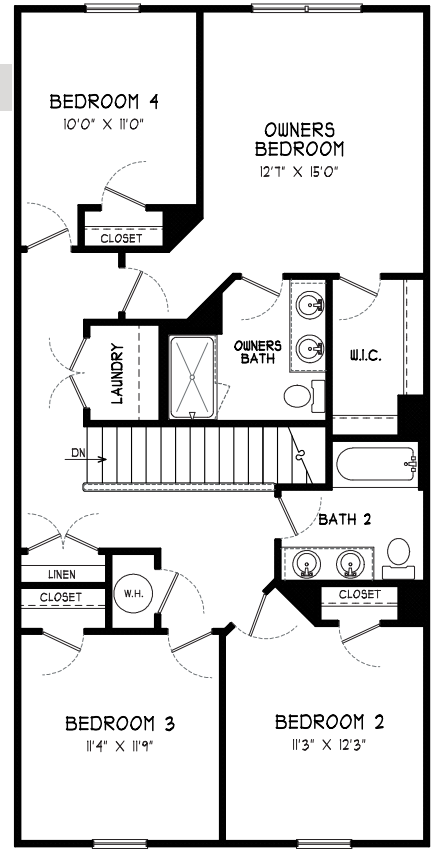 BEDROOM 4
10'0" X 11'0"
OWNERS
BEDROOM
12'7" X 15'0"
CLOSET
LAUNDRY
OWNERS
BATH
W.I.C.
DN
BATH 2
LINEN
CLOSET
W.H.
CLOSET
BEDROOM 3
11'4" X 11'9"
BEDROOM 2
11'3" X 12'3"